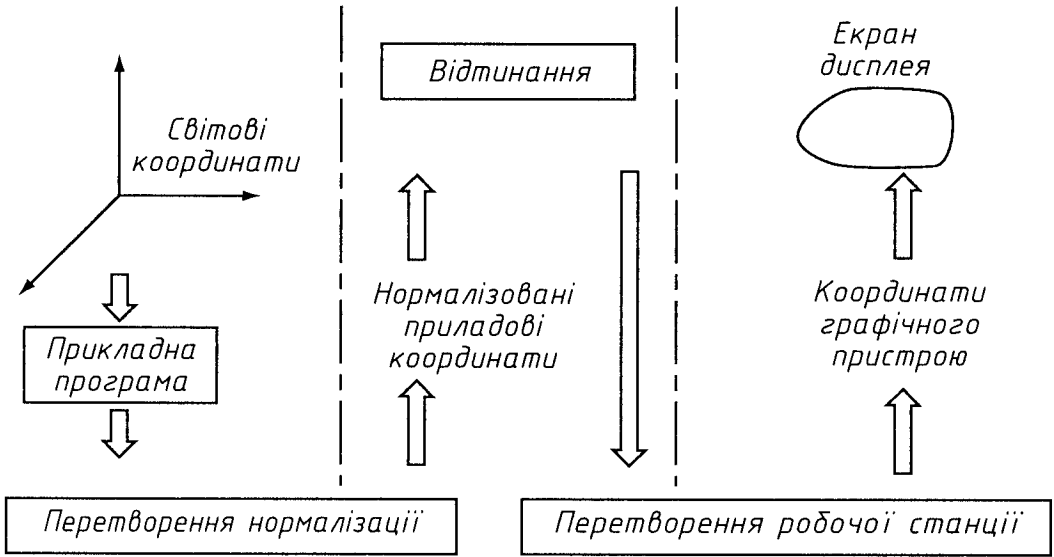 Світові
координати
Прикладна
програма
Перетворення нормалізації
Відтинання
Нормалізовані
приладові
координати
Перетворення робочої станції
Екран
дисплея
Координати
графічного
пристрою